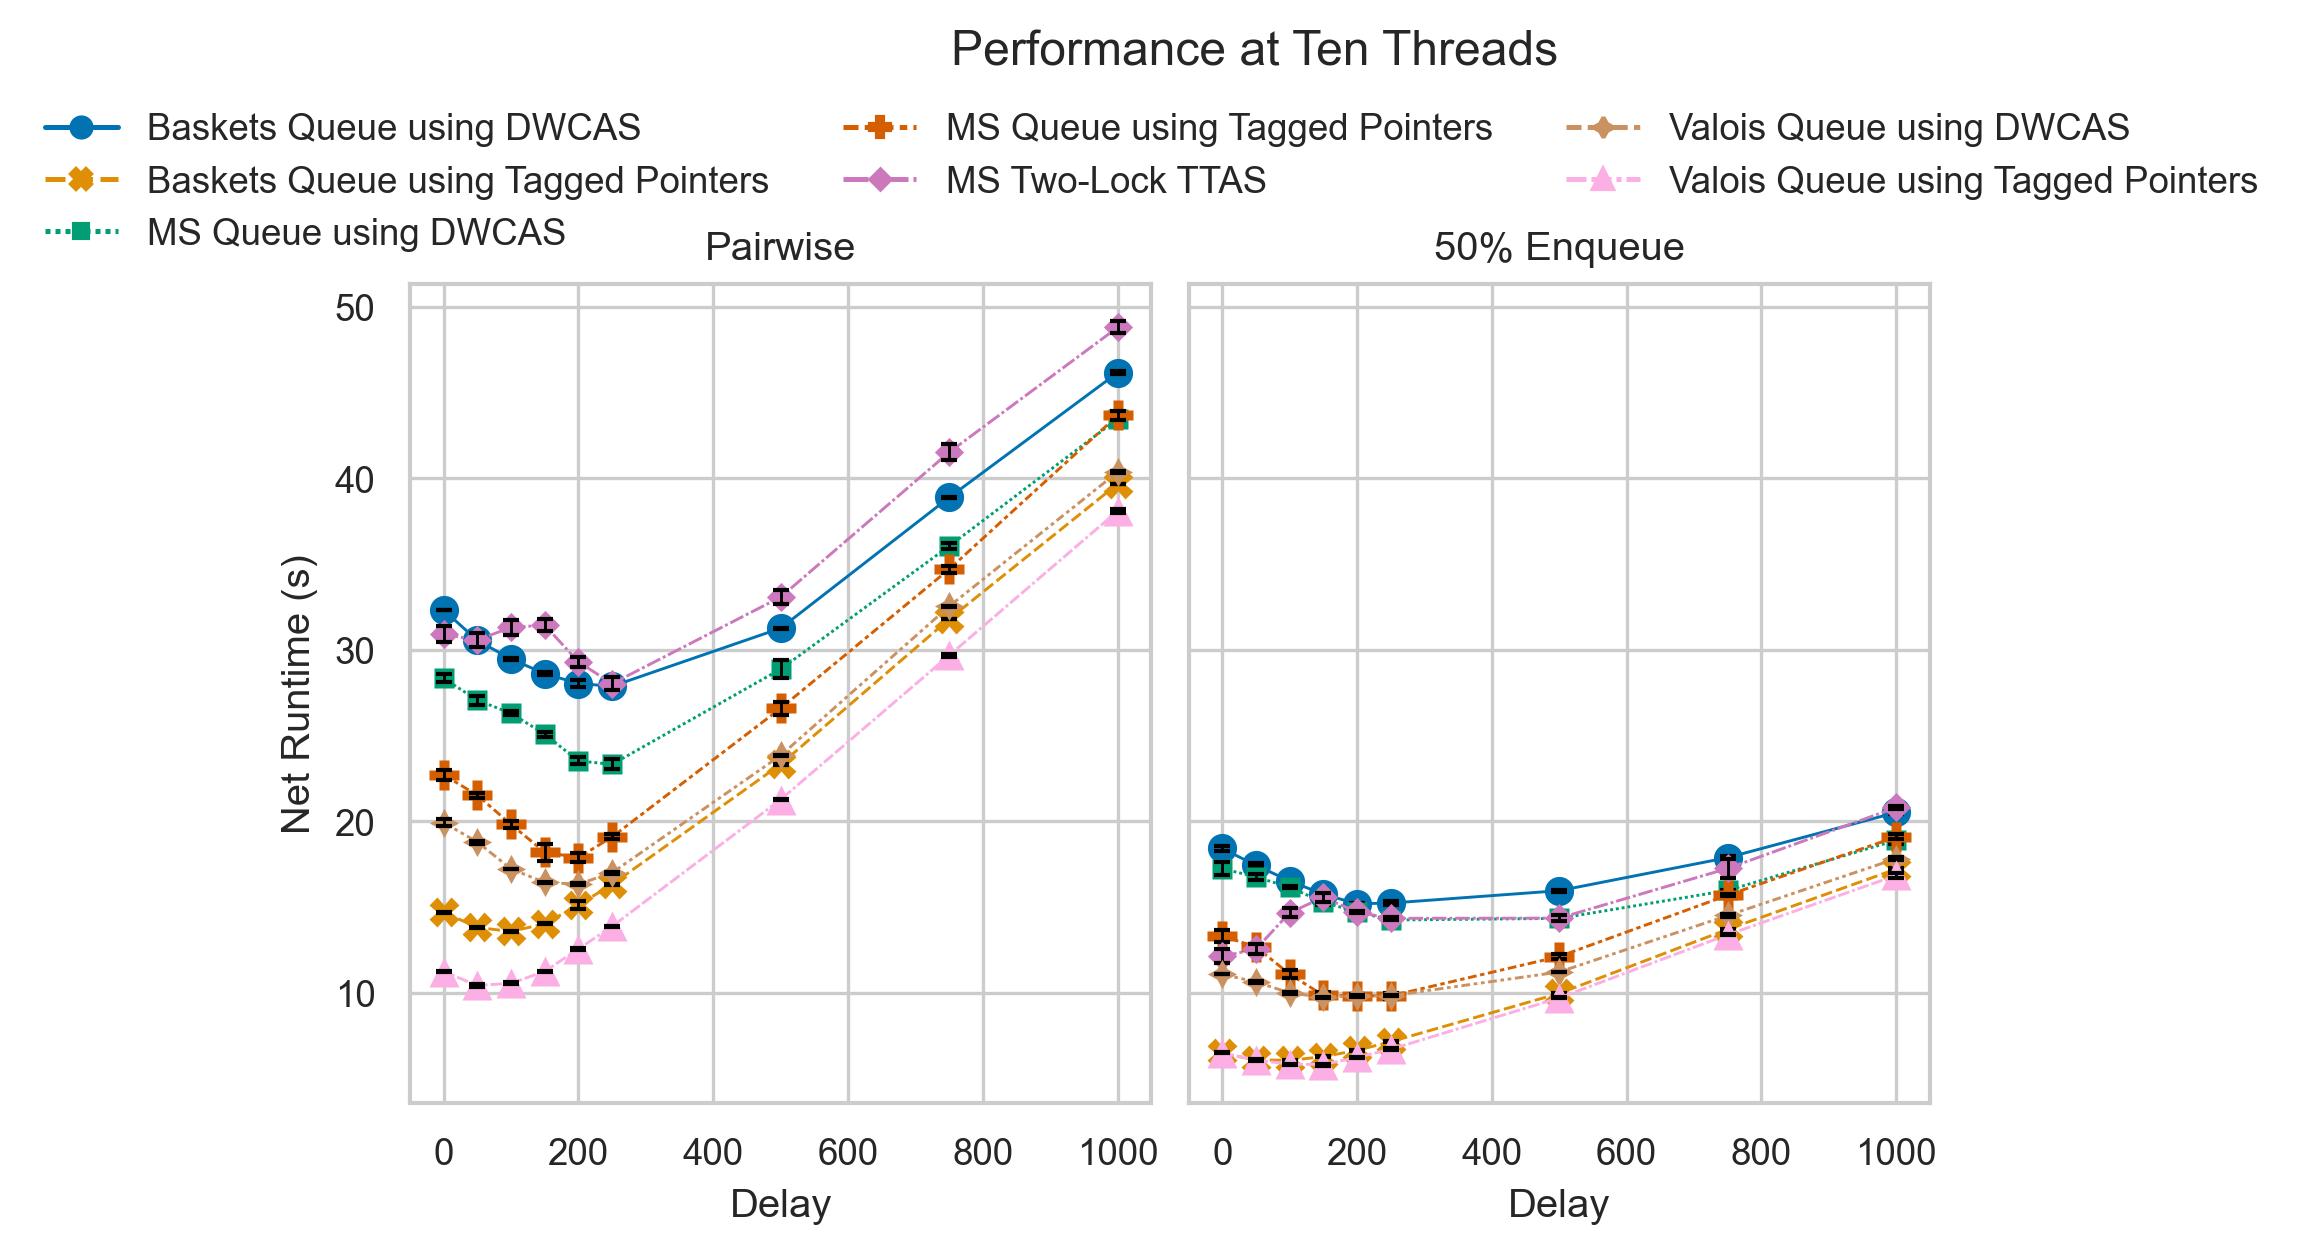 Performance at Ten Threads
Baskets Queue using DWCAS
Baskets Queue using Tagged Pointers
MS Queue using DWCAS
MS Queue using Tagged Pointers
MS Two-Lock TTAS
Valois Queue using DWCAS
Valois Queue using Tagged Pointers
Pairwise
50
40
30
20
10
Net Runtime (s)
0 200 400 600 800 1000
Delay
50% Enqueue
0 200 400 600 800 1000
Delay